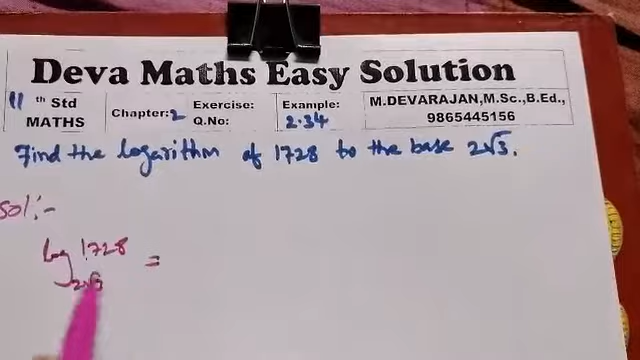 Deva Maths Easy Solution
11 th Std MATHS
Chapter: 2
Exercise:
Q.No:
Example: 2.34
M.DEVARAJAN,M.Sc.,B.Ed.,
9865445156
Find the logarithm of 1728 to the base 2√3.
Sol:-
log 1728 =
2√3